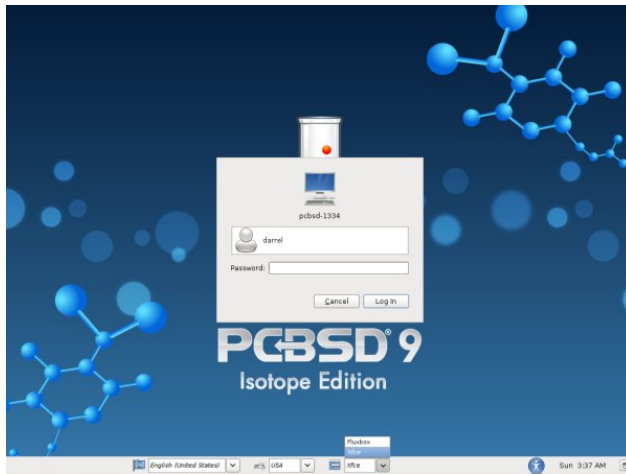 pcbsd-1334
darrel
Password:
Cancel Log In
PCBSD® 9
Isotope Edition
Fluxbox
Xfce
English (United States) USA Xfce Sun 3:37 AM